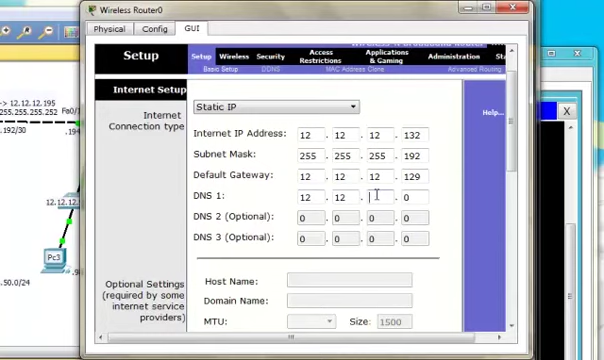 Wireless Router0
Physical Config GUI
Setup
Setup Wireless Security Access Restrictions Applications & Gaming Administration
Basic Setup DDNS MAC Address Clone Advanced Routing
Internet Setup
Internet Connection type
Static IP
Help...
Internet IP Address: 12 . 12 . 12 . 132
Subnet Mask: 255 . 255 . 255 . 192
Default Gateway: 12 . 12 . 12 . 129
DNS 1: 12 . 12 . . 0
DNS 2 (Optional): 0 . 0 . 0 . 0
DNS 3 (Optional): 0 . 0 . 0 . 0
Optional Settings (required by some internet service providers)
Host Name:
Domain Name:
MTU: Size: 1500
-> 12.12.12.195
255.255.255.252 Fa0/
.192/30 .194
Pc3
.50.0/24
X